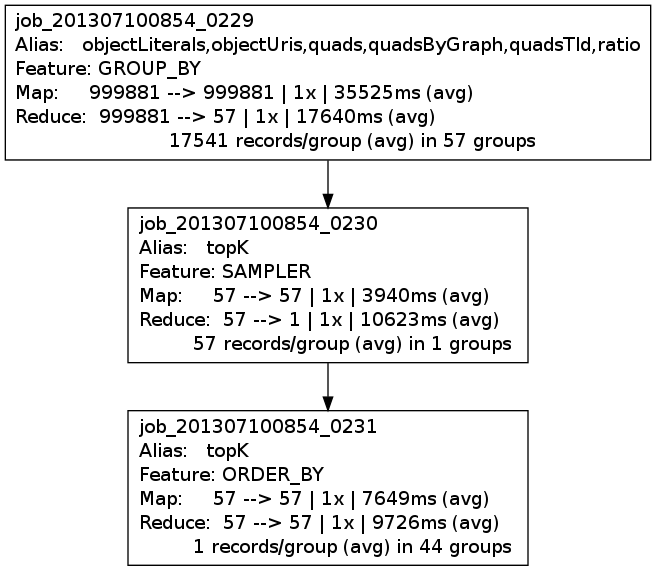 job_201307100854_0229
Alias: objectLiterals,objectUris,quads,quadsByGraph,quadsTld,ratio
Feature: GROUP_BY
Map: 999881 --> 999881 | 1x | 35525ms (avg)
Reduce: 999881 --> 57 | 1x | 17640ms (avg)
17541 records/group (avg) in 57 groups
job_201307100854_0230
Alias: topK
Feature: SAMPLER
Map: 57 --> 57 | 1x | 3940ms (avg)
Reduce: 57 --> 1 | 1x | 10623ms (avg)
57 records/group (avg) in 1 groups
job_201307100854_0231
Alias: topK
Feature: ORDER_BY
Map: 57 --> 57 | 1x | 7649ms (avg)
Reduce: 57 --> 57 | 1x | 9726ms (avg)
1 records/group (avg) in 44 groups